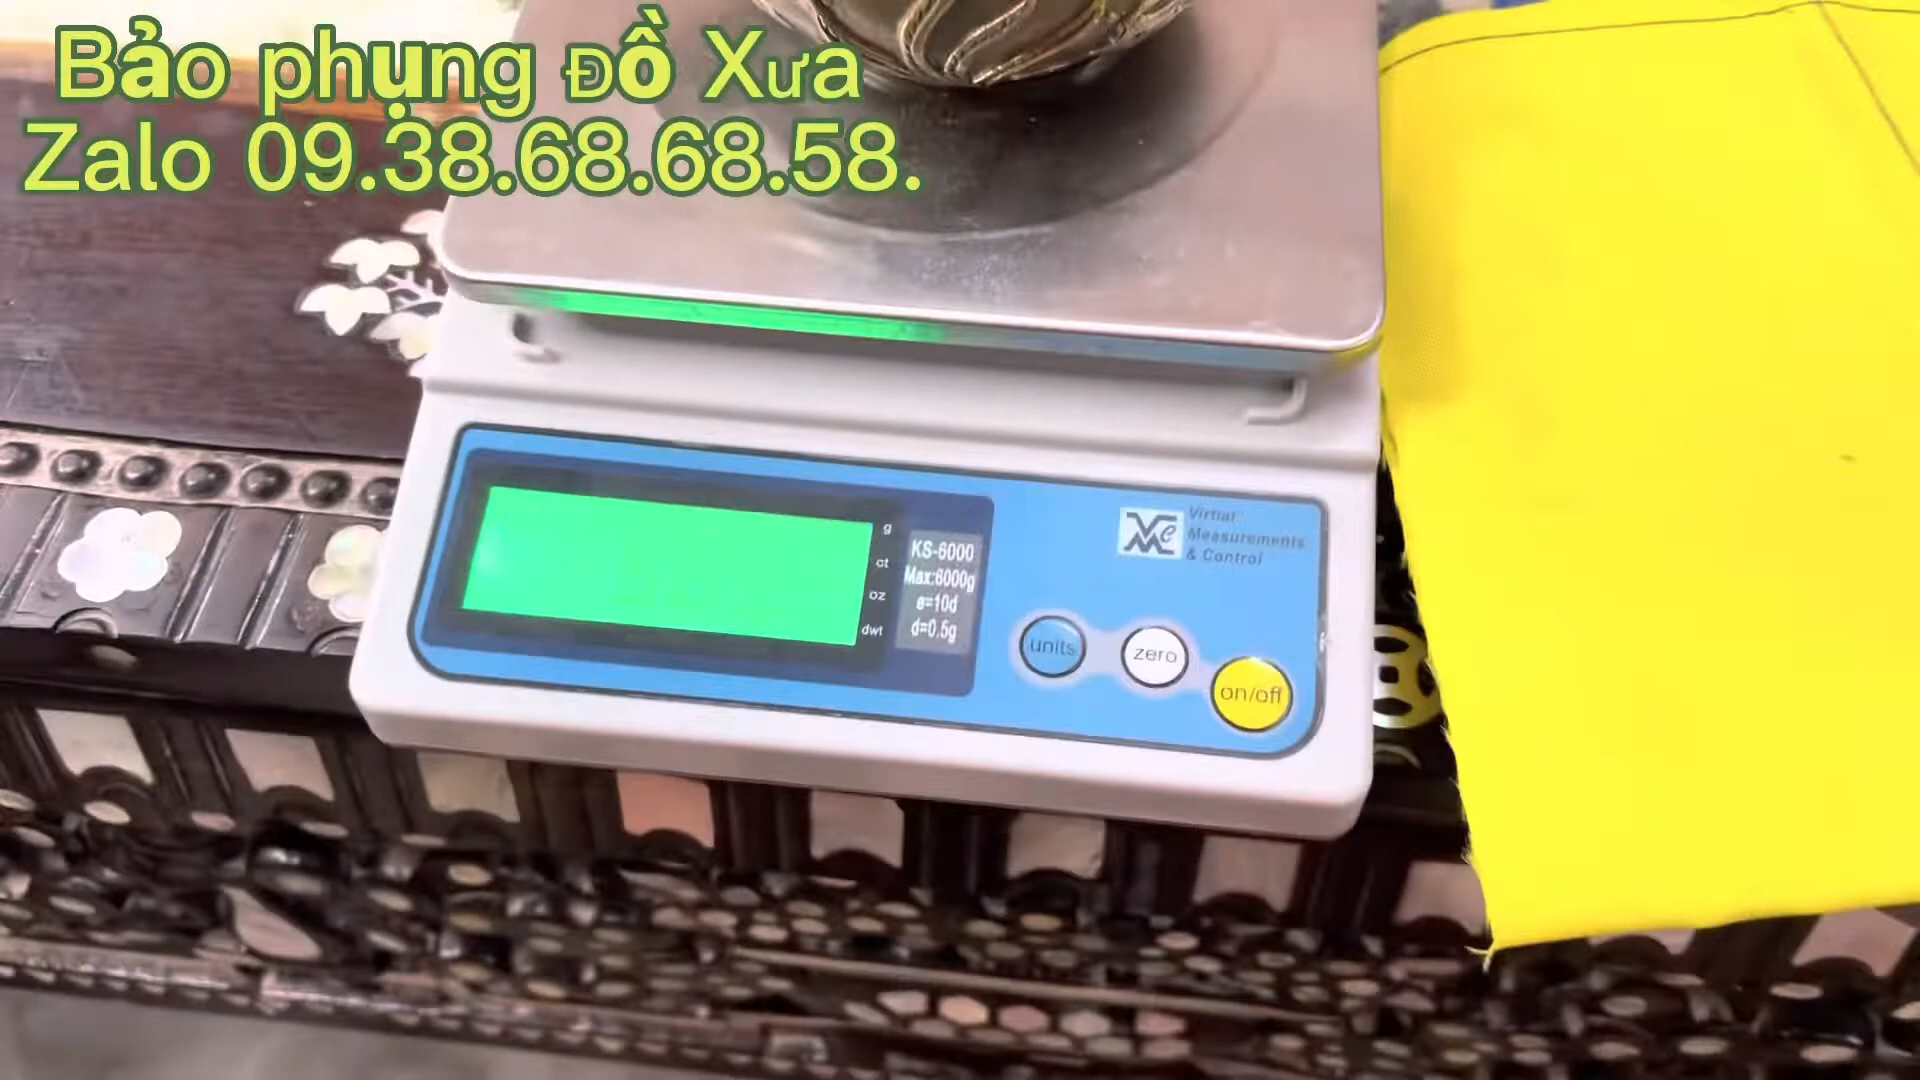 Bảo phụng Đồ Xưa
Zalo 09.38.68.68.58.
g
ct
oz
dwt
KS-6000
Max:6000g
e=10d
d=0.5g
VMC
Virtual
Measurements
& Control
units
zero
on/off